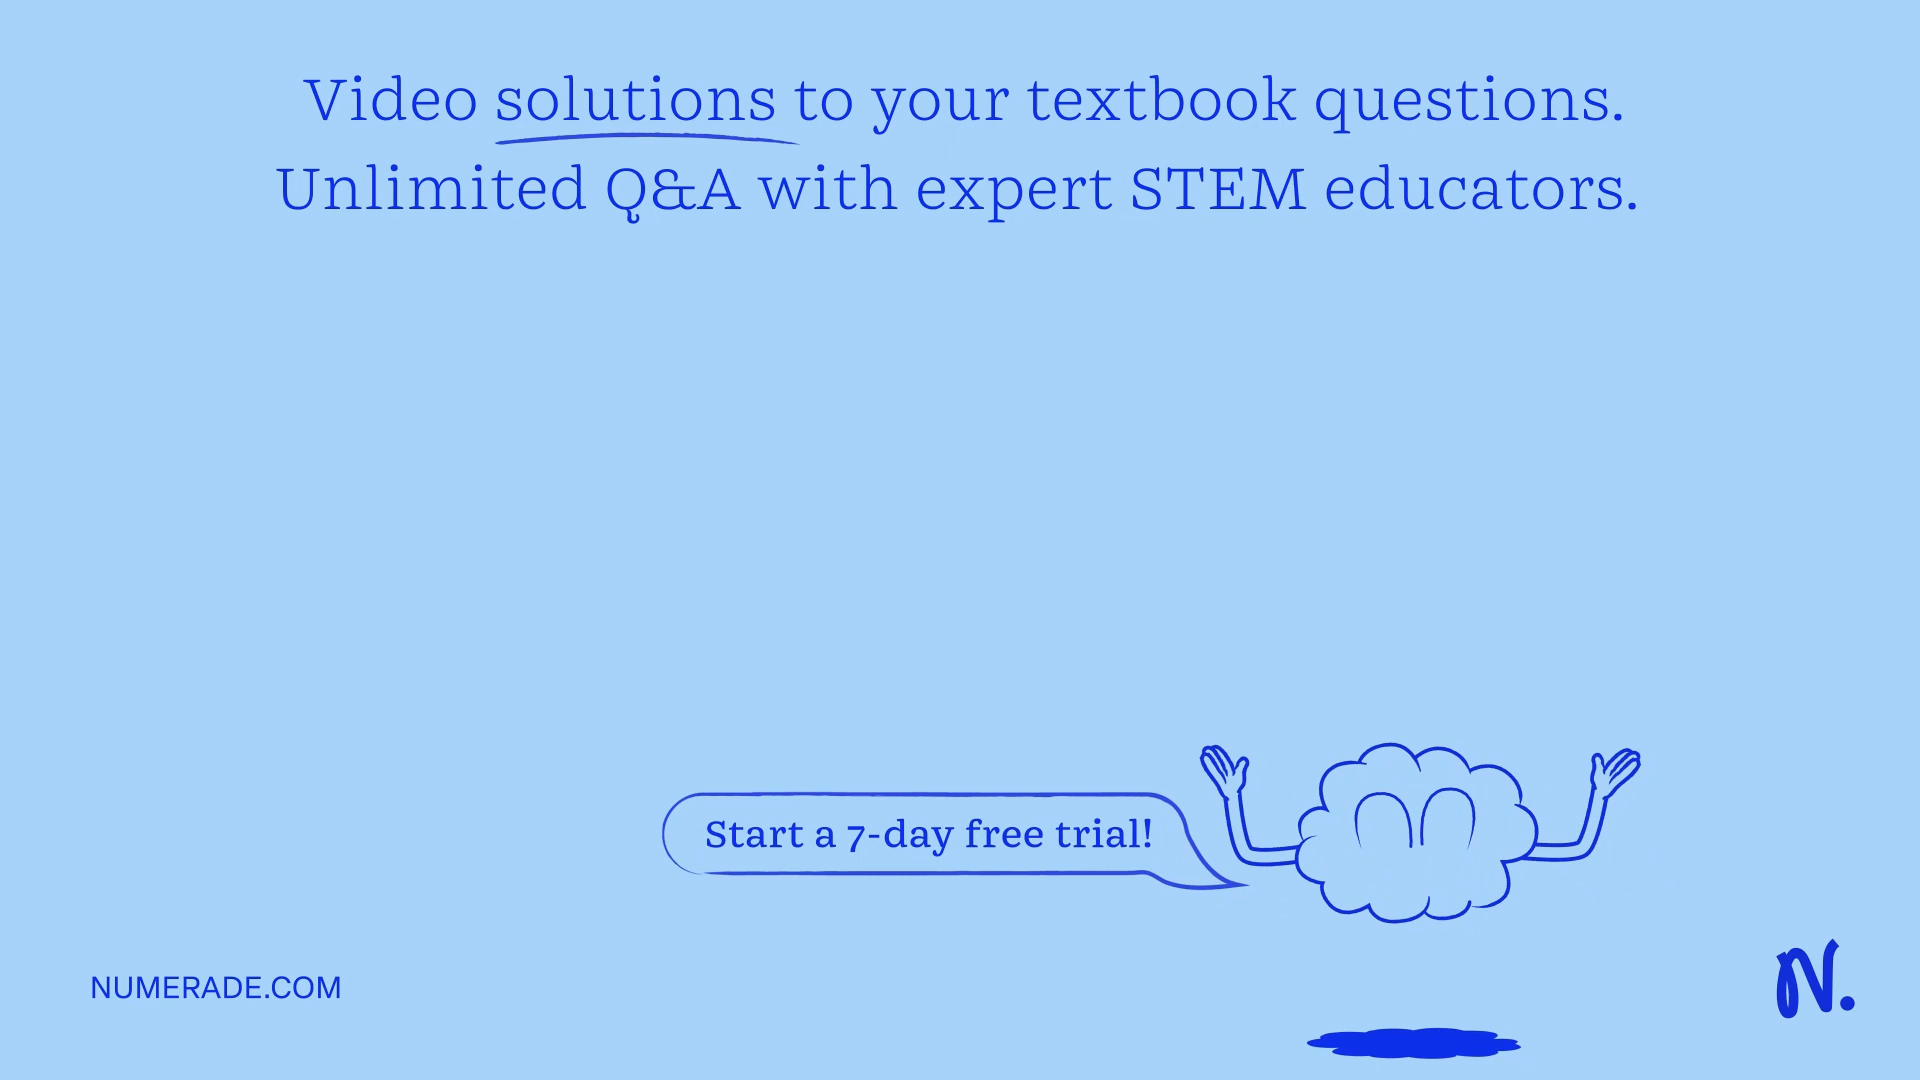 Video solutions to your textbook questions.
Unlimited Q&A with expert STEM educators.
Start a 7-day free trial!
NUMERADE.COM
N.